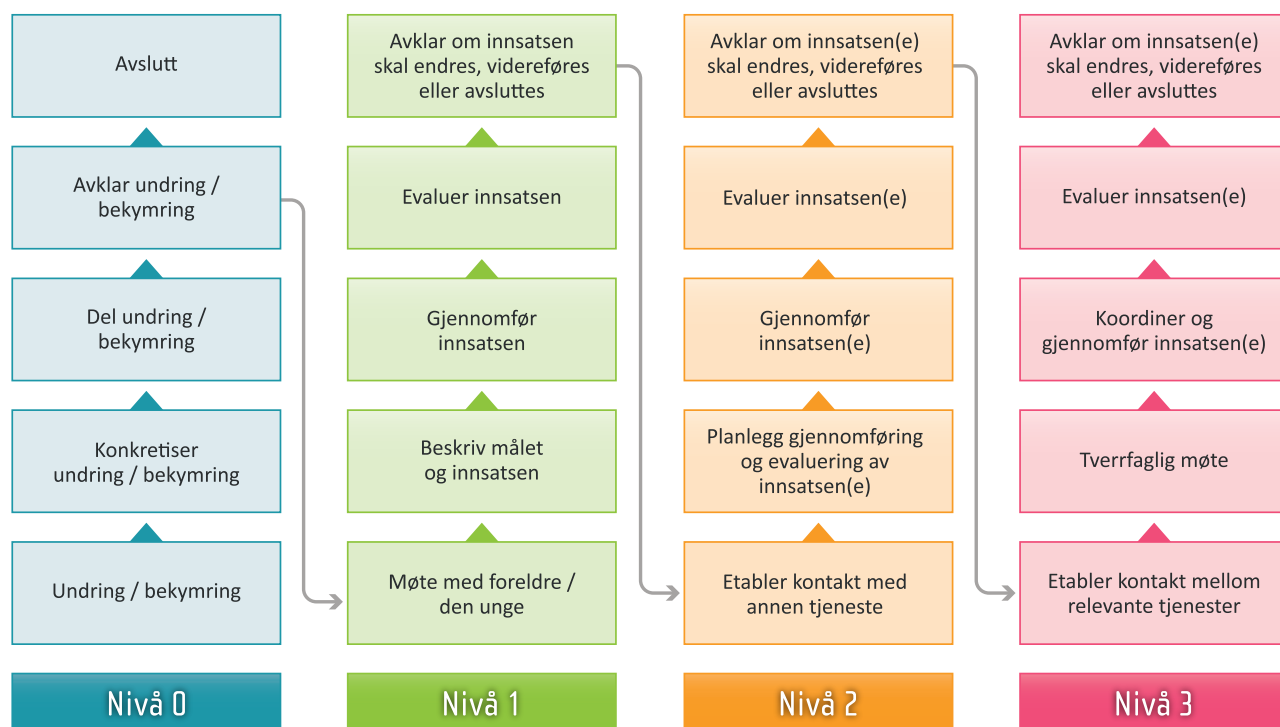 Avslutt
Avklar undring /
bekymring
Del undring /
bekymring
Konkretiser
undring / bekymring
Undring / bekymring
Nivå 0
Avklar om innsatsen
skal endres, videreføres
eller avsluttes
Evaluer innsatsen
Gjennomfør
innsatsen
Beskriv målet
og innsatsen
Møte med foreldre /
den unge
Nivå 1
Avklar om innsatsen(e)
skal endres, videreføres
eller avsluttes
Evaluer innsatsen(e)
Gjennomfør
innsatsen(e)
Planlegg gjennomføring
og evaluering av
innsatsen(e)
Etabler kontakt med
annen tjeneste
Nivå 2
Avklar om innsatsen(e)
skal endres, videreføres
eller avsluttes
Evaluer innsatsen(e)
Koordiner og
gjennomfør innsatsen(e)
Tverrfaglig møte
Etabler kontakt mellom
relevante tjenester
Nivå 3